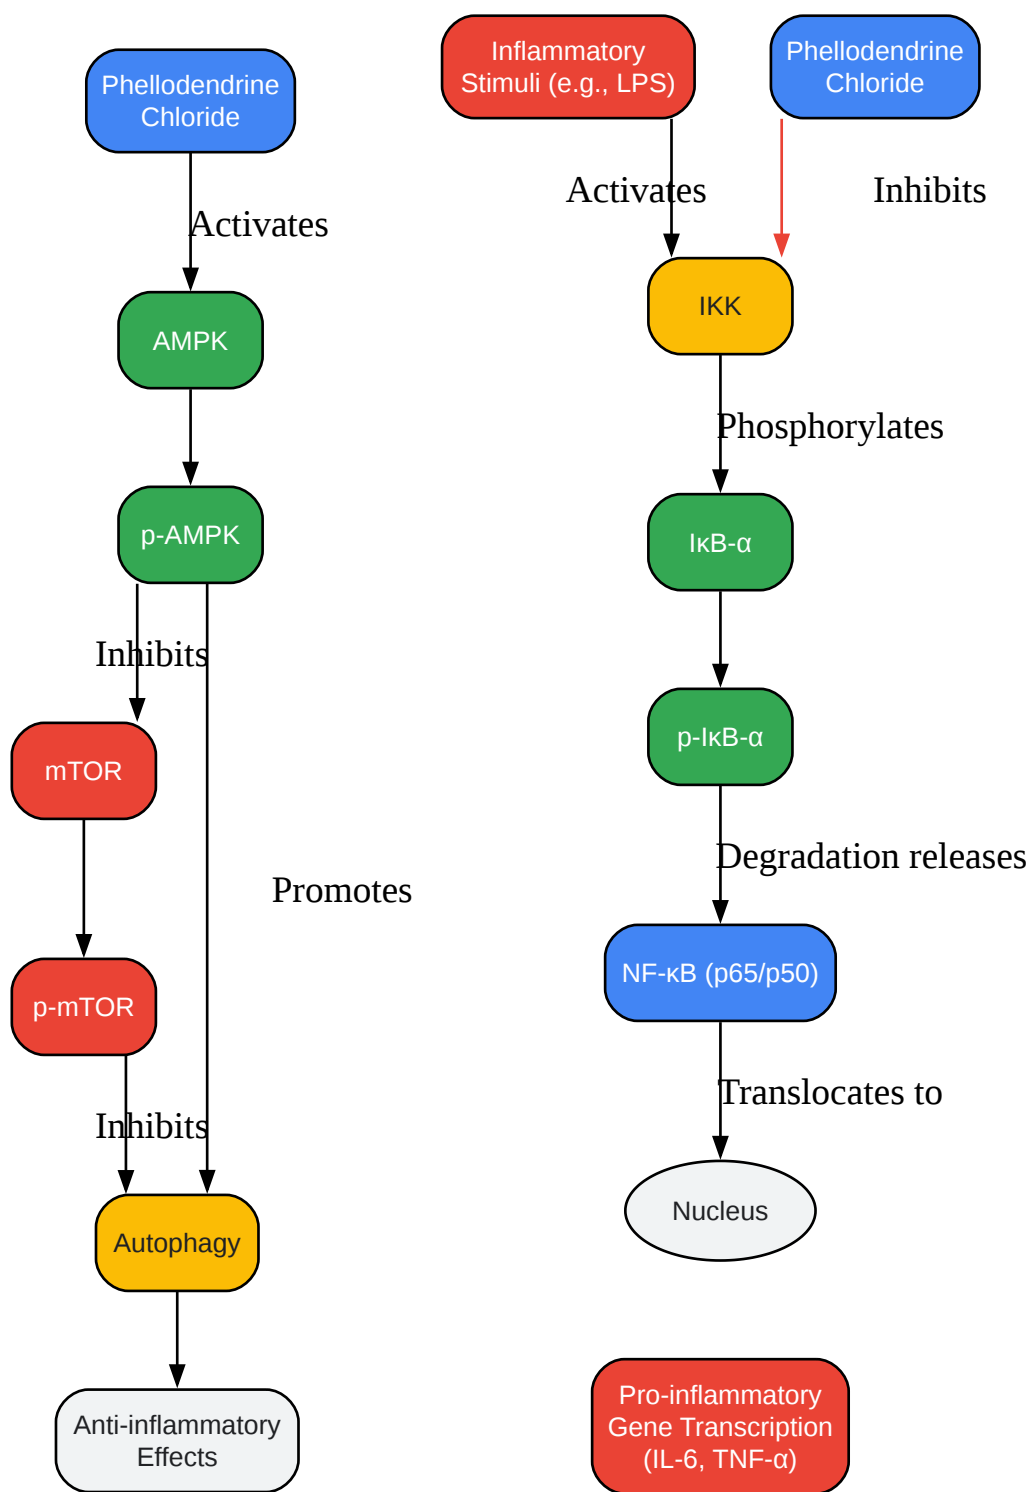 Phellodendrine
Chloride
Activates
AMPK
p-AMPK
Inhibits
mTOR
Promotes
p-mTOR
Inhibits
Autophagy
Anti-inflammatory
Effects
Inflammatory
Stimuli (e.g., LPS)
Phellodendrine
Chloride
Activates
Inhibits
IKK
Phosphorylates
IκB-α
p-IκB-α
Degradation releases
NF-κB (p65/p50)
Translocates to
Nucleus
Pro-inflammatory
Gene Transcription
(IL-6, TNF-α)